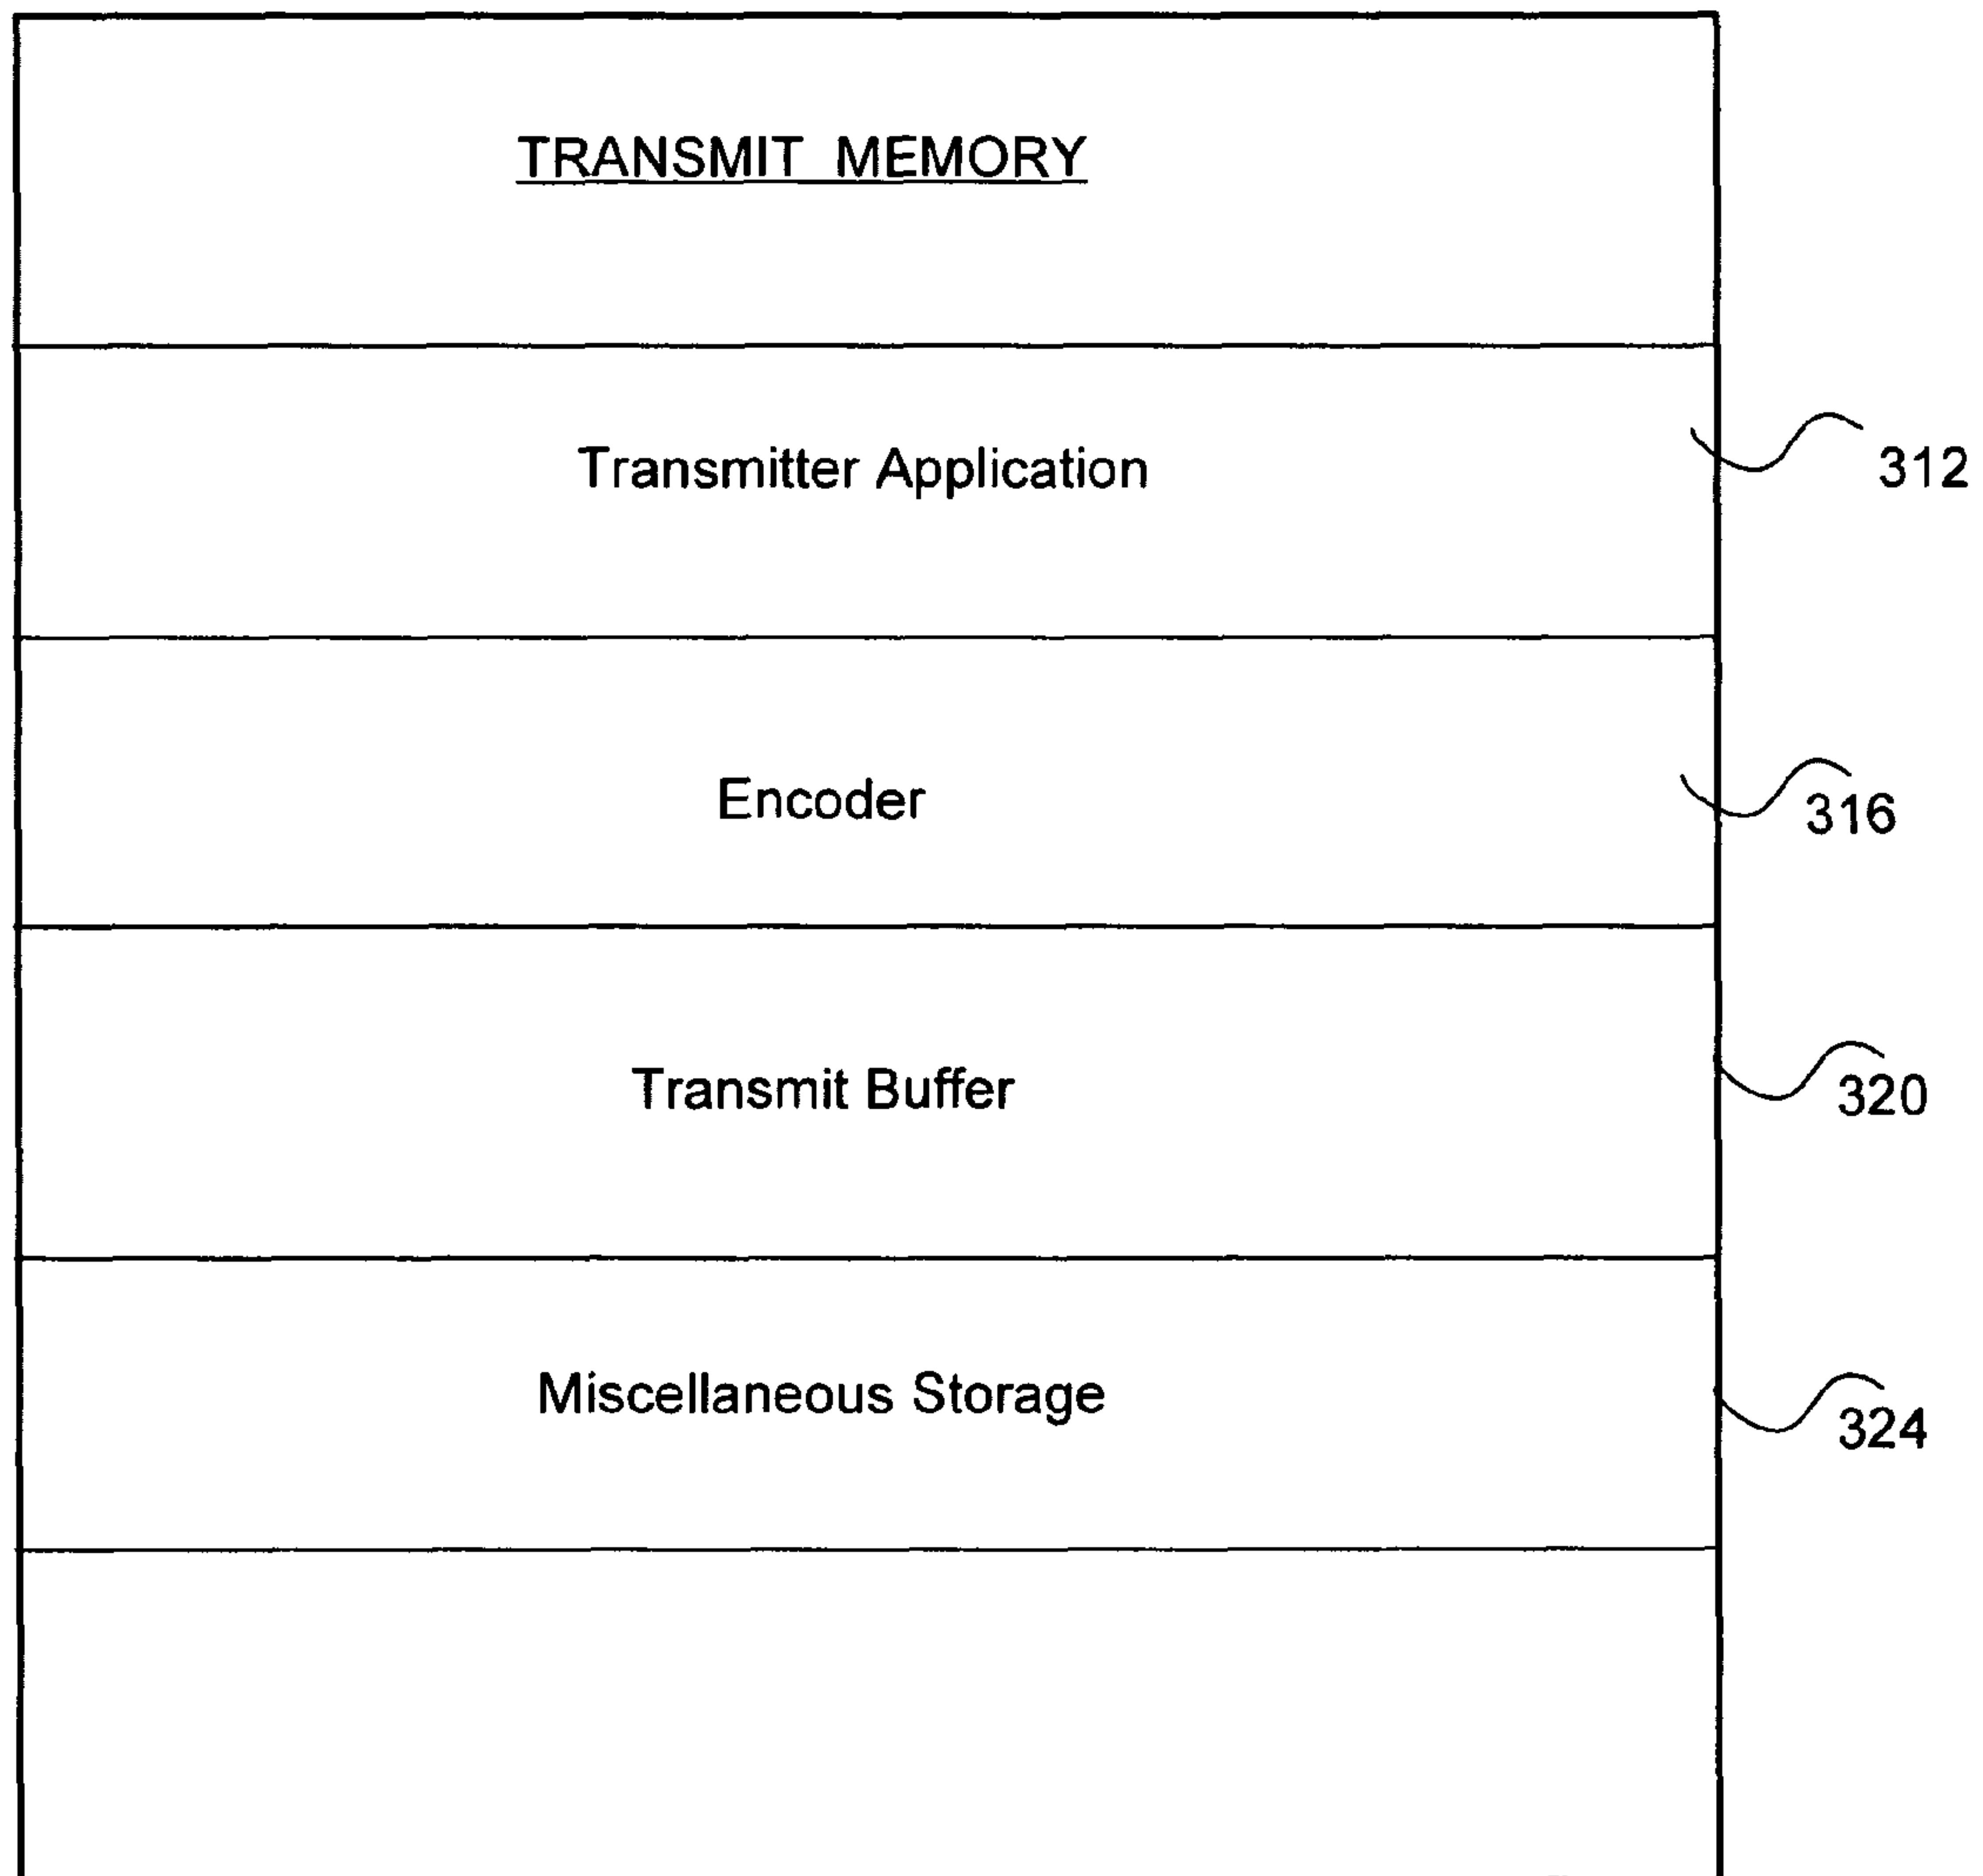 TRANSMIT MEMORY
Transmitter Application
312
Encoder
316
Transmit Buffer
320
Miscellaneous Storage
324